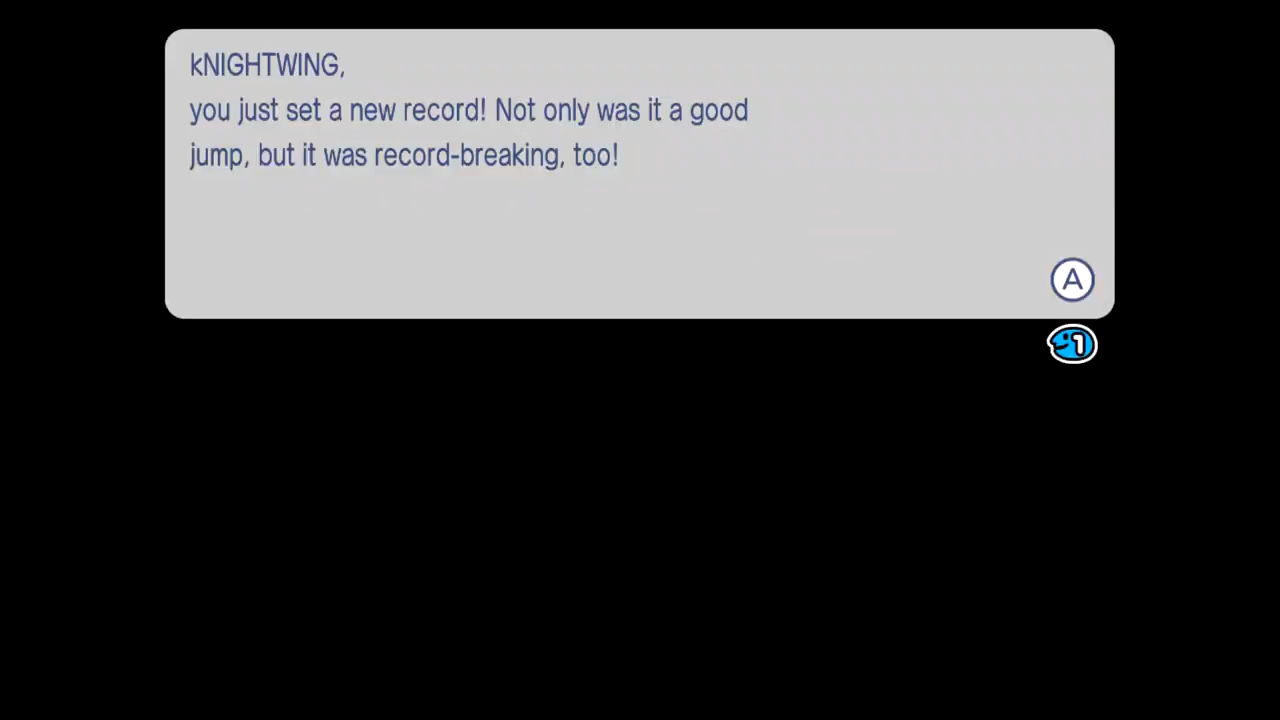 kNIGHTWING,
you just set a new record! Not only was it a good
jump, but it was record-breaking, too!
A
1